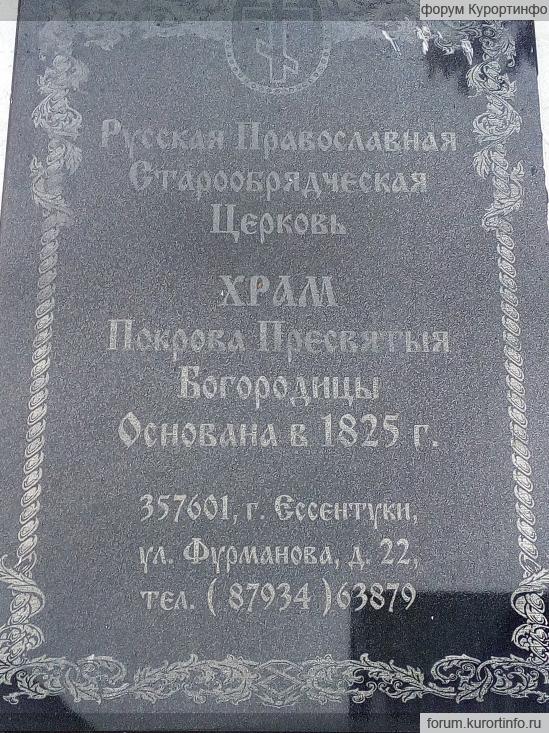 форум Курортинфо
Русская Православная
Старообрядческая
Церковь
ХРАМ
Покрова Пресвятыя
Богородицы
Основана в 1825 г.
357601, г. Ессентуки,
ул. Фурманова, д. 22,
тел. ( 87934 )63879
forum.kurortinfo.ru